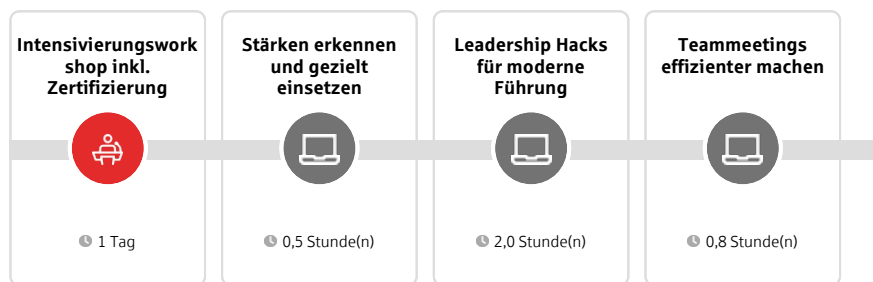 Intensivierungswork
shop inkl.
Zertifizierung
1 Tag
Stärken erkennen
und gezielt
einsetzen
0,5 Stunde(n)
Leadership Hacks
für moderne
Führung
2,0 Stunde(n)
Teammeetings
effizienter machen
0,8 Stunde(n)